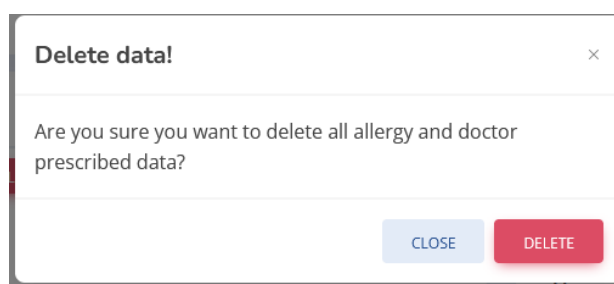 Delete data!
×
Are you sure you want to delete all allergy and doctor
prescribed data?
CLOSE
DELETE